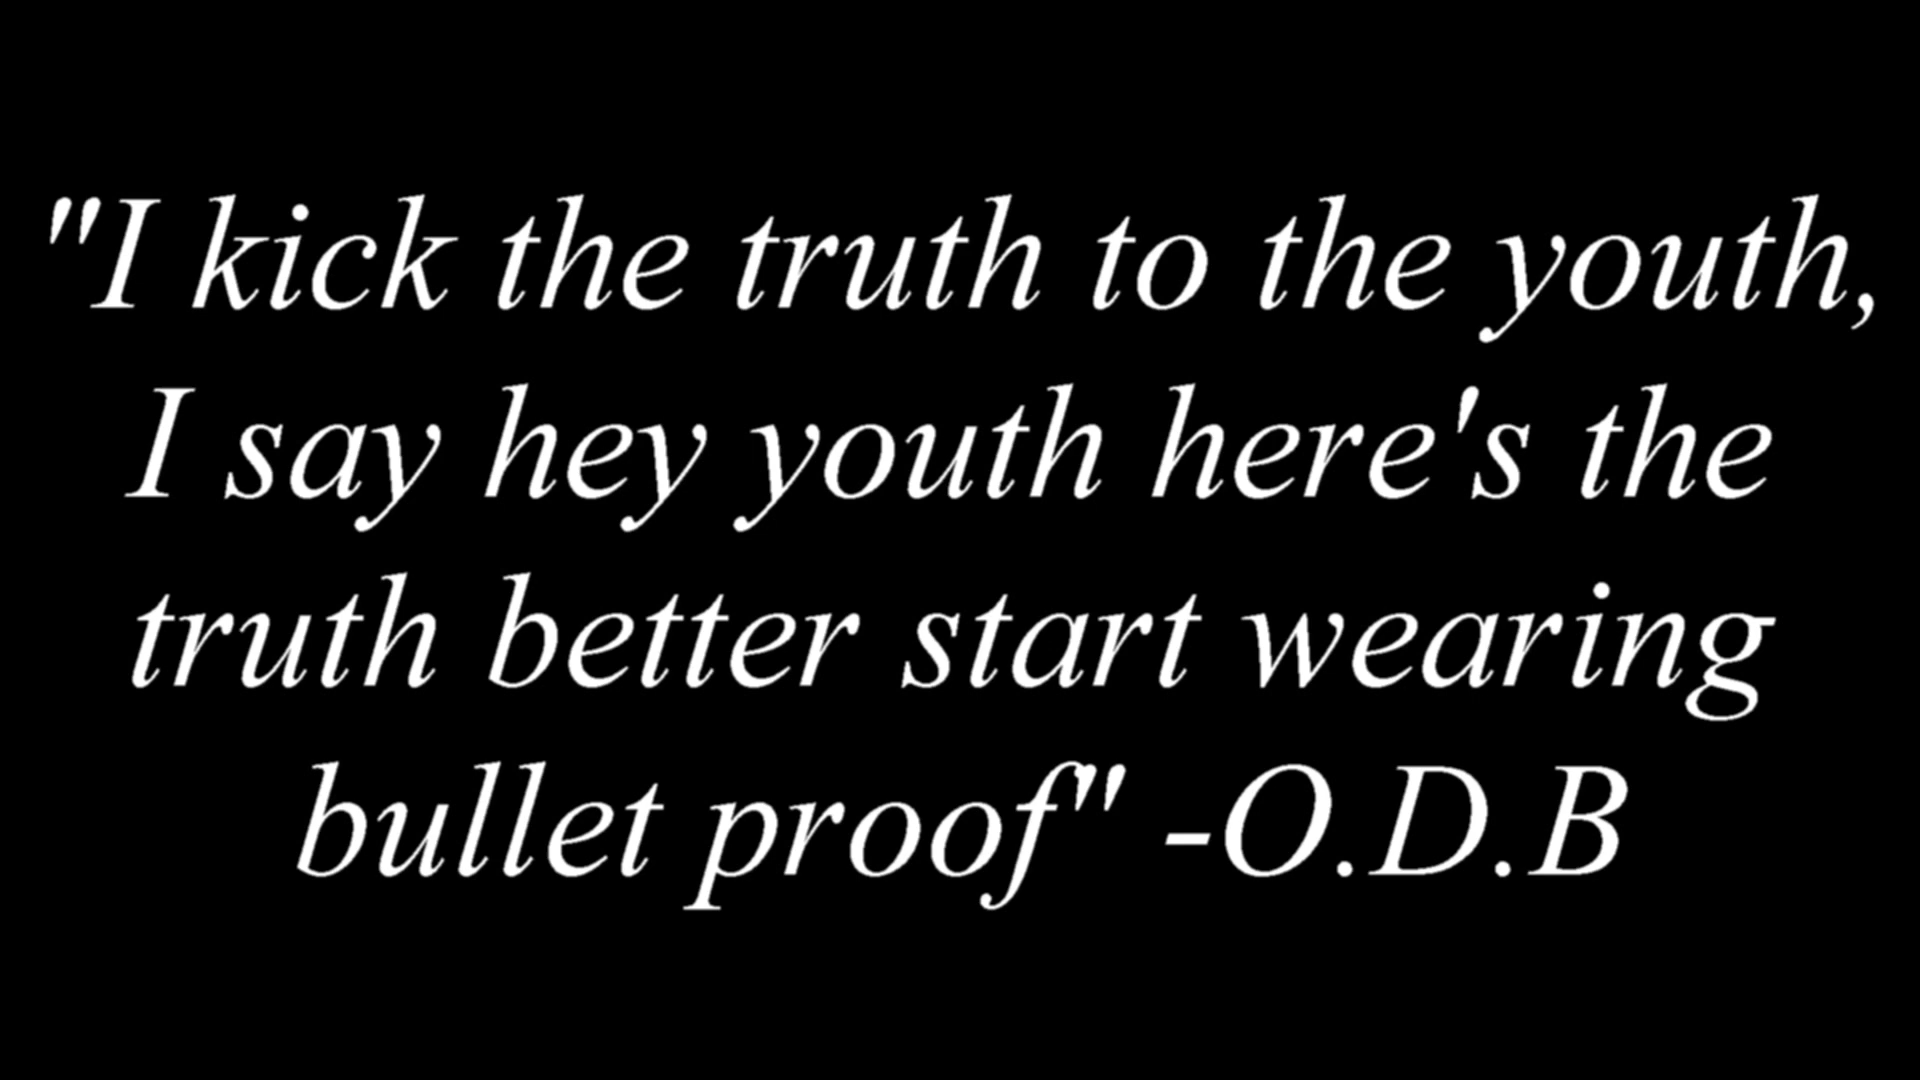 "I kick the truth to the youth,
I say hey youth here's the
truth better start wearing
bullet proof" -O.D.B